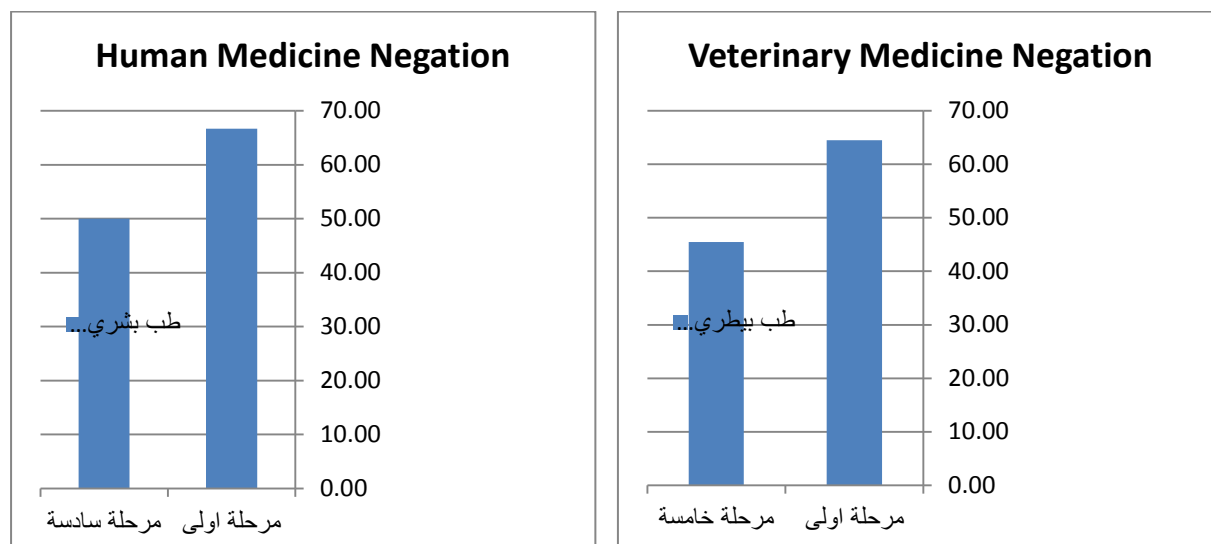 Human Medicine Negation
70.00
60.00
50.00
40.00
30.00
20.00
10.00
0.00
طب بشري...
مرحلة اولى
مرحلة سادسة
Veterinary Medicine Negation
70.00
60.00
50.00
40.00
30.00
20.00
10.00
0.00
طب بيطري...
مرحلة اولى
مرحلة خامسة